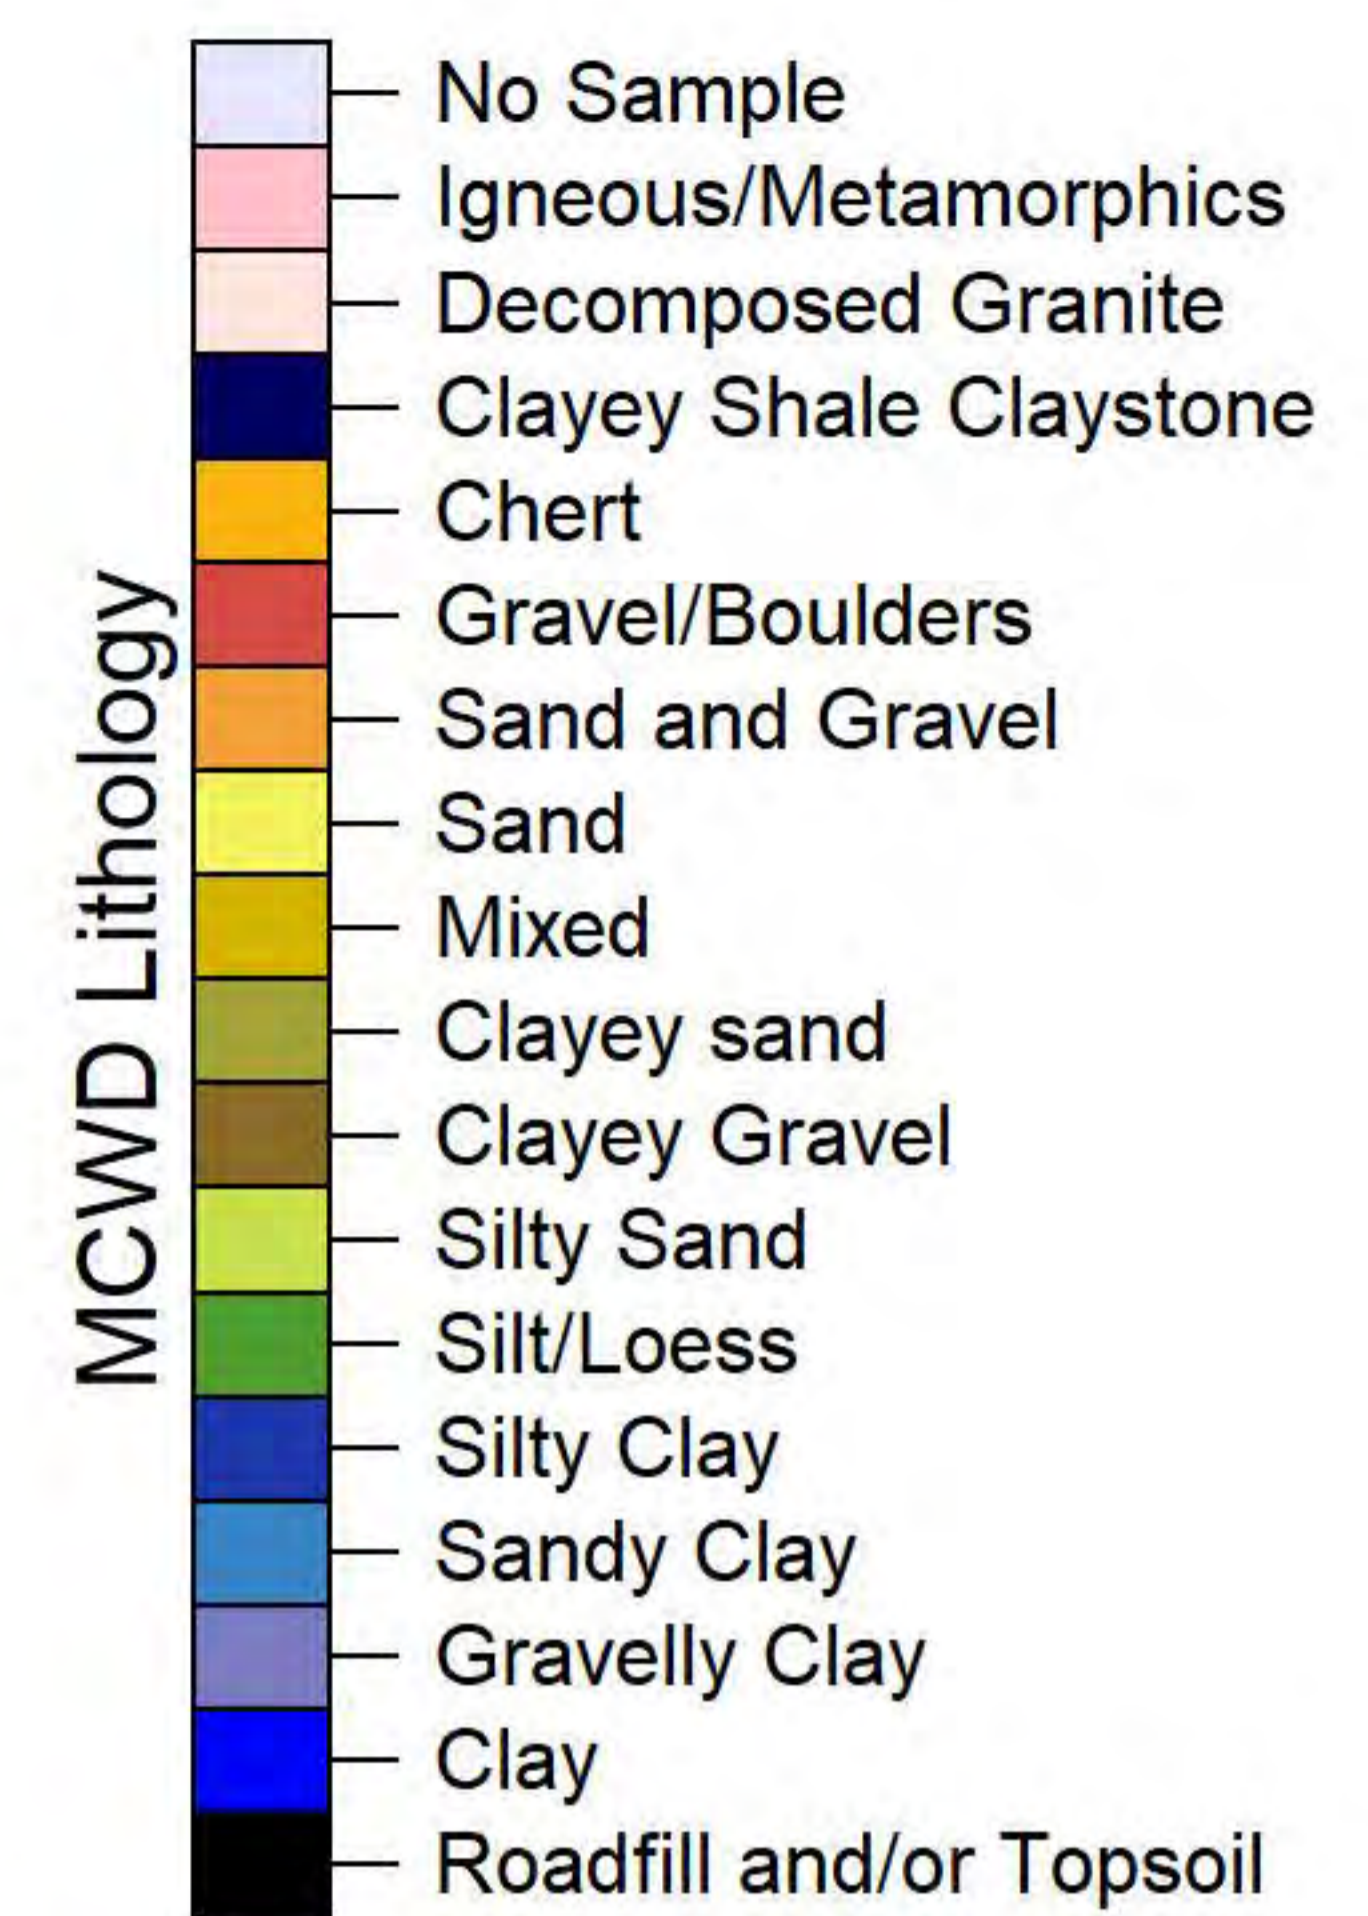 MCWD Lithology
No Sample
Igneous/Metamorphics
Decomposed Granite
Clayey Shale Claystone
Chert
Gravel/Boulders
Sand and Gravel
Sand
Mixed
Clayey sand
Clayey Gravel
Silty Sand
Silt/Loess
Silty Clay
Sandy Clay
Gravelly Clay
Clay
Roadfill and/or Topsoil